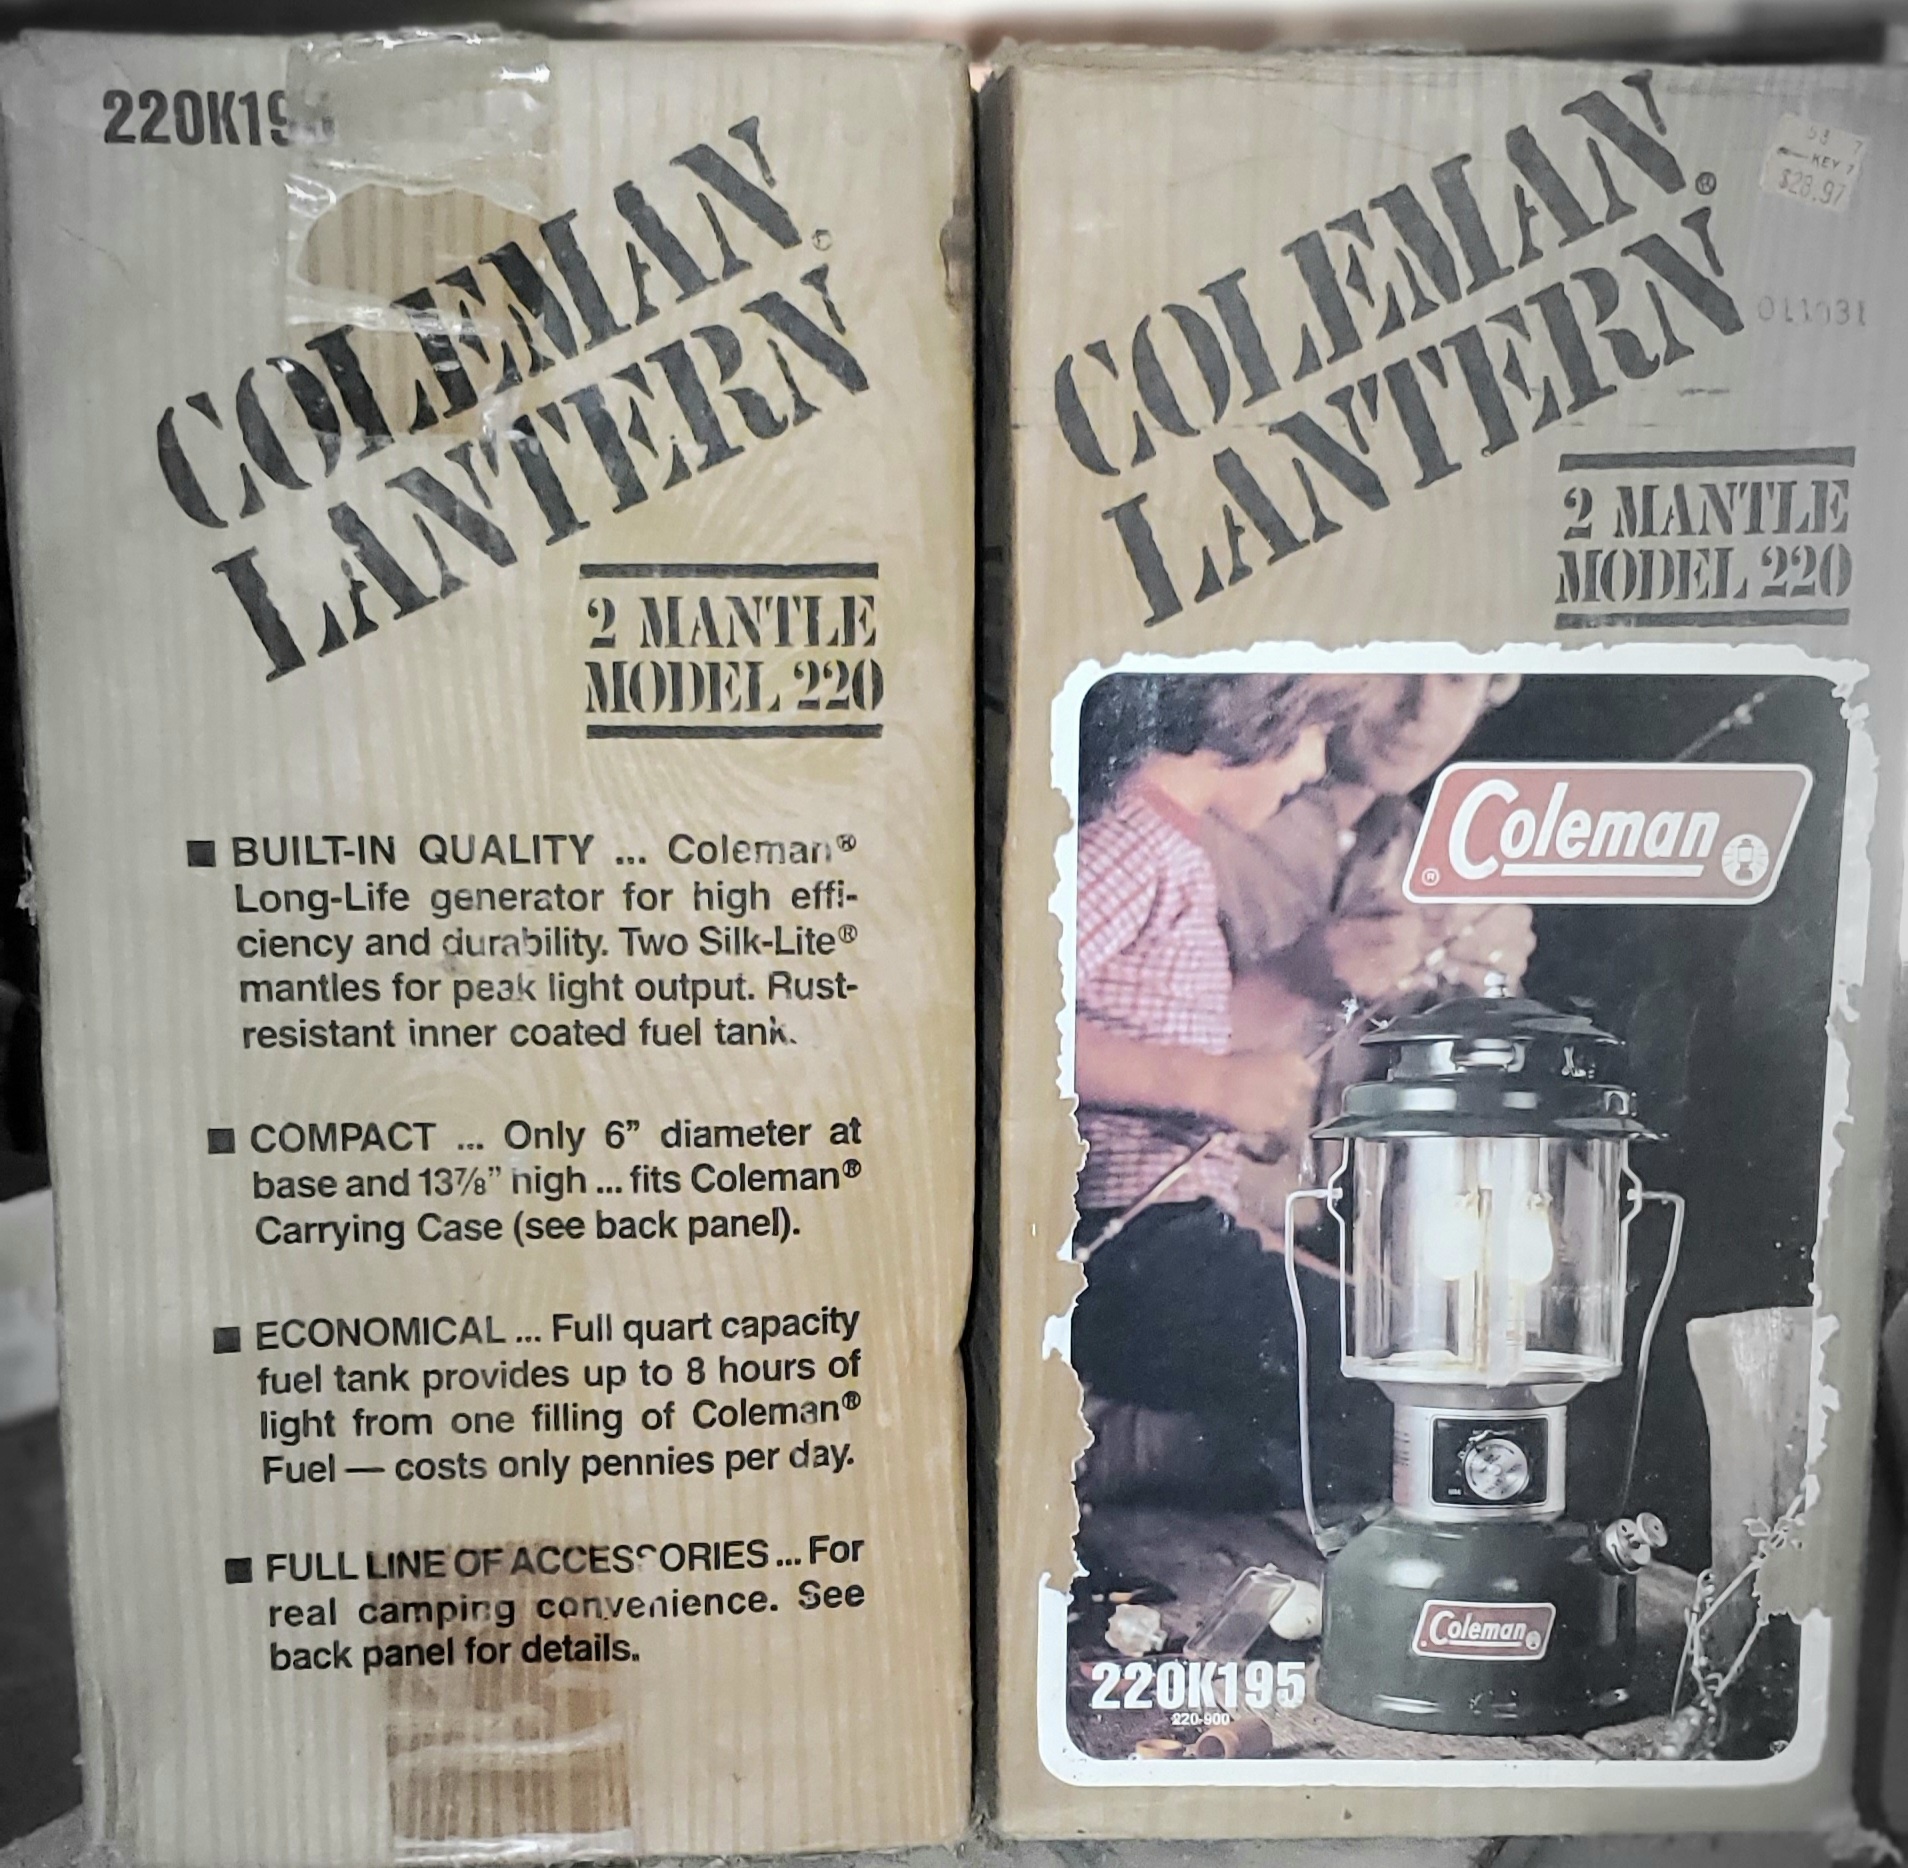 220K19
COLEMAN®
LANTERN
2 MANTLE
MODEL 220
■ BUILT-IN QUALITY ... Coleman®
Long-Life generator for high effi-
ciency and durability. Two Silk-Lite®
mantles for peak light output. Rust-
resistant inner coated fuel tank.
■ COMPACT ... Only 6” diameter at
base and 13⅞” high ... fits Coleman®
Carrying Case (see back panel).
■ ECONOMICAL ... Full quart capacity
fuel tank provides up to 8 hours of
light from one filling of Coleman®
Fuel — costs only pennies per day.
■ FULL LINE OF ACCESSORIES ... For
real camping convenience. See
back panel for details.
COLEMAN®
LANTERN
KEY 7
$28.97
011031
2 MANTLE
MODEL 220
Coleman®
Coleman
220K195
220-900